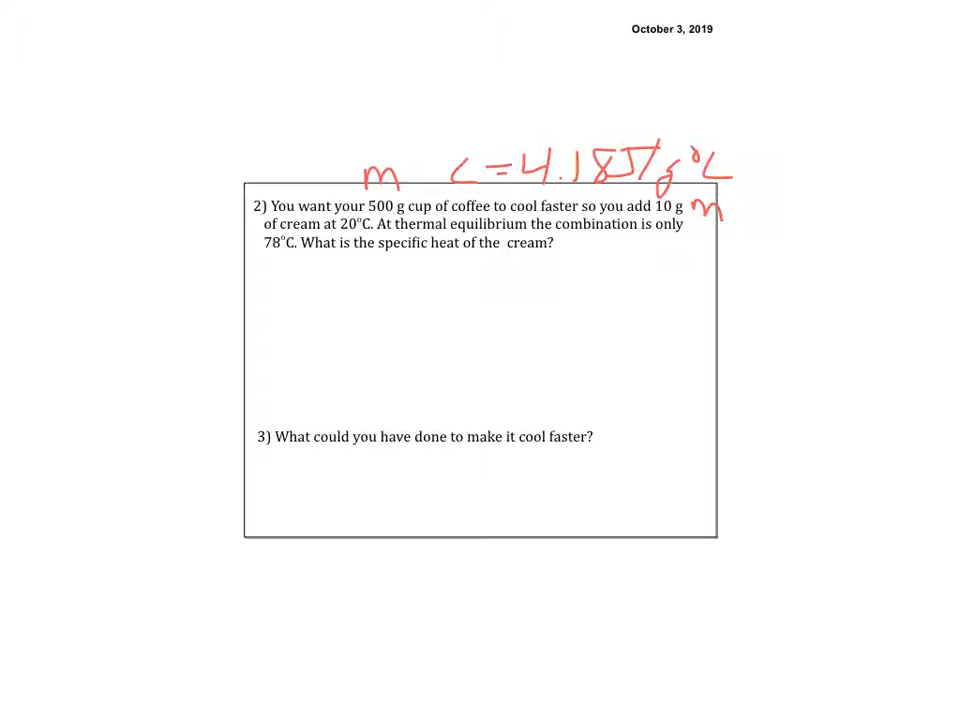 October 3, 2019
m c = 4.18 J/g°C
2) You want your 500 g cup of coffee to cool faster so you add 10 g m
of cream at 20°C. At thermal equilibrium the combination is only
78°C. What is the specific heat of the cream?
3) What could you have done to make it cool faster?